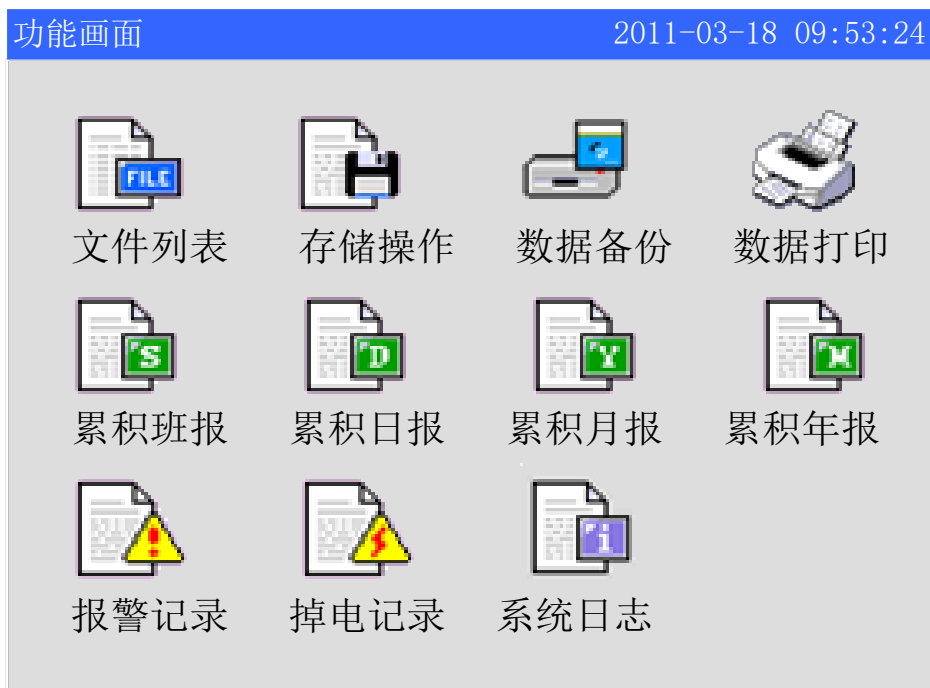 功能画面 2011-03-18 09:53:24
FILE
文件列表 存储操作 数据备份 数据打印
S D Y M
累积班报 累积日报 累积月报 累积年报
! i
报警记录 掉电记录 系统日志